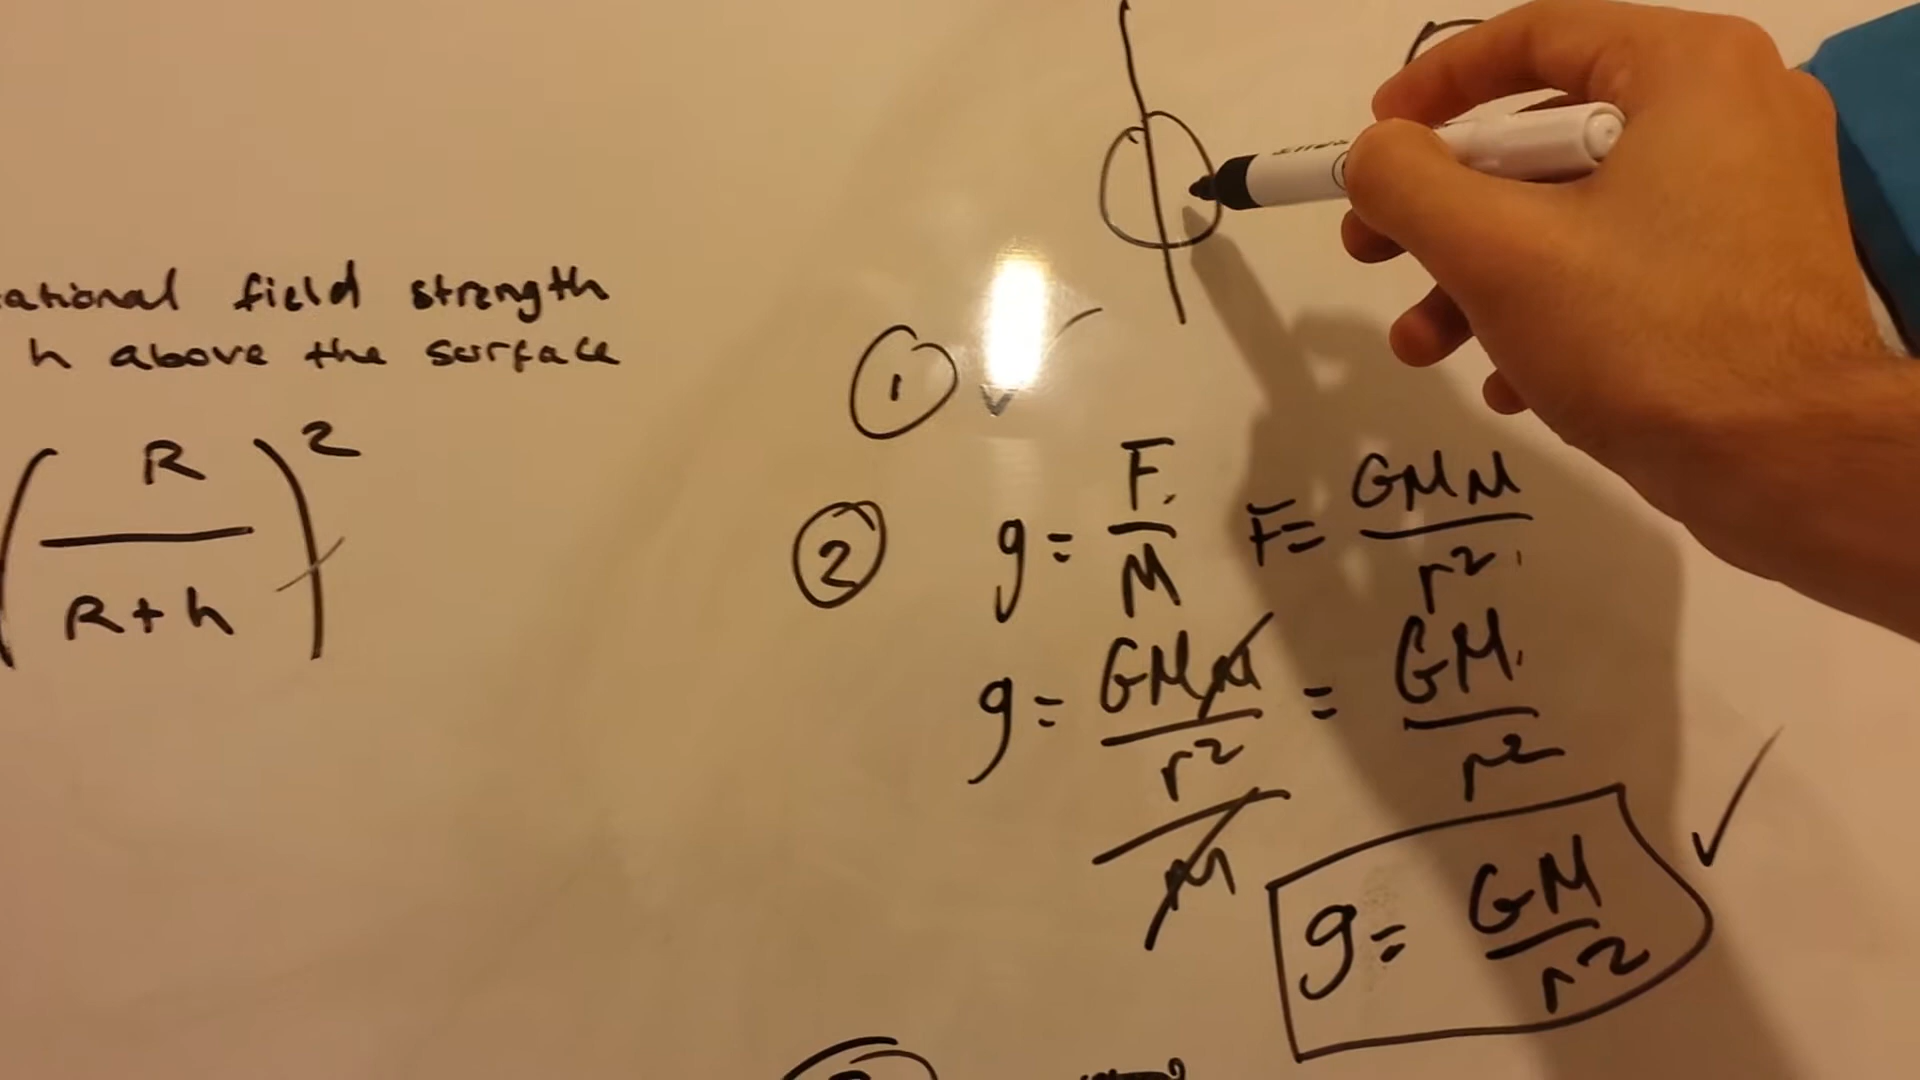 ational field strength
h above the surface
( R / R + h )²
①
② g = F / M F = GMM / r²
g = GMM / r² / M = GM / r²
g = GM / r² ✓